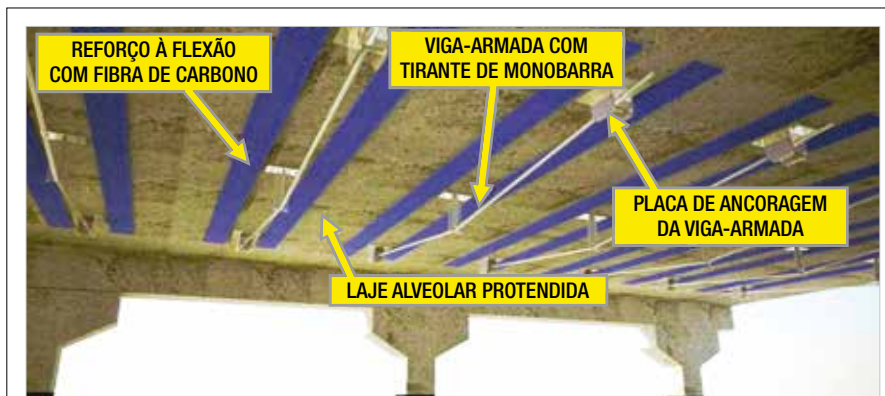 REFORÇO À FLEXÃO
COM FIBRA DE CARBONO
VIGA-ARMADA COM
TIRANTE DE MONOBARRA
PLACA DE ANCORAGEM
DA VIGA-ARMADA
LAJE ALVEOLAR PROTENDIDA